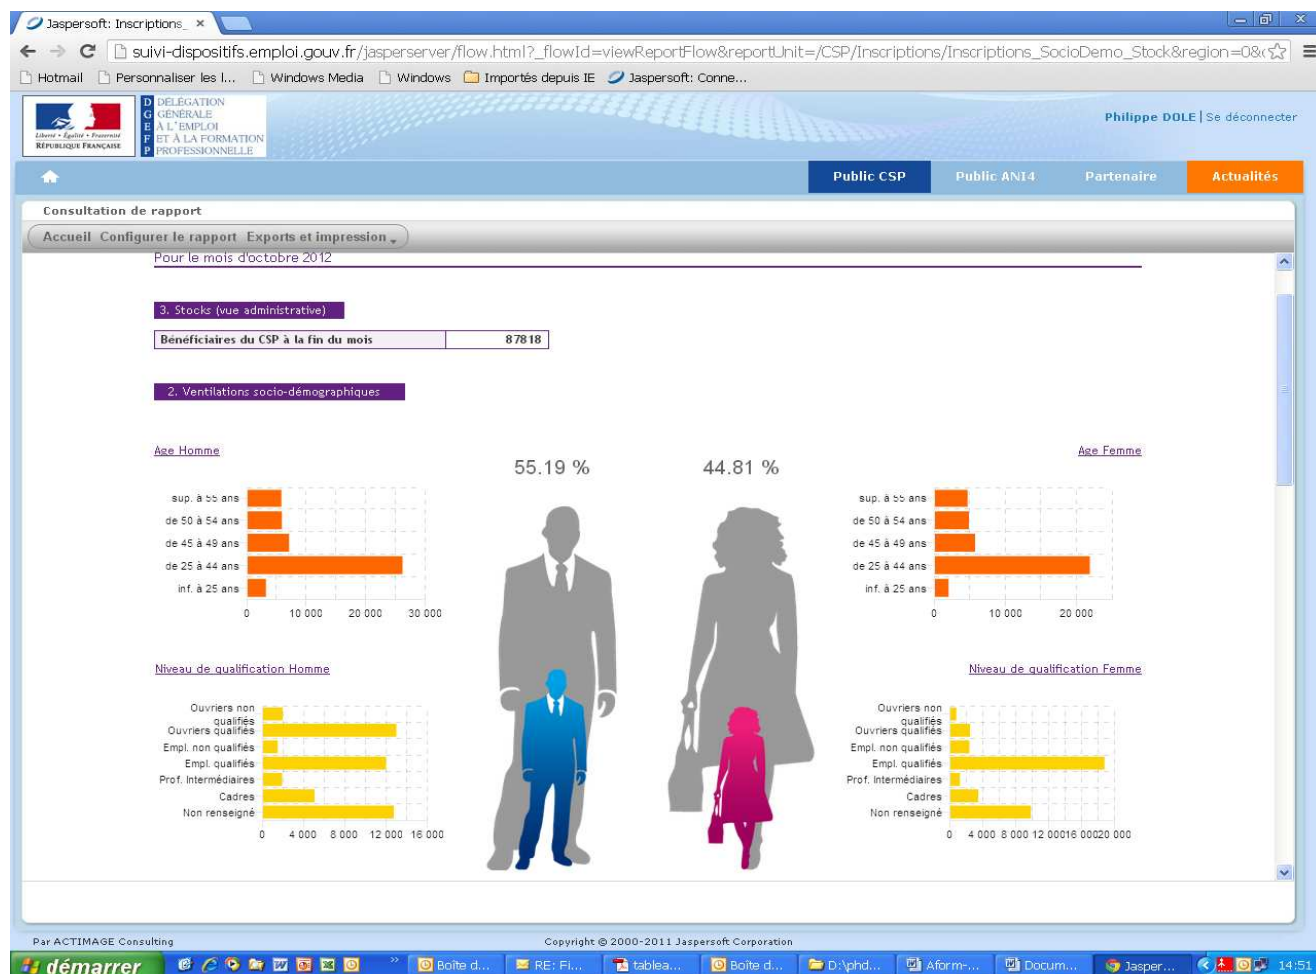 Jaspersoft: Inscriptions_
suivi-dispositifs.emploi.gouv.fr/jasperserver/flow.html?_flowId=viewReportFlow&reportUnit=/CSP/Inscriptions/Inscriptions_SocioDemo_Stock&region=0&
Hotmail Personnaliser les l... Windows Media Windows Importés depuis IE Jaspersoft: Conne...
Liberté • Égalité • Fraternité
RÉPUBLIQUE FRANÇAISE
D DÉLÉGATION
G GÉNÉRALE
E A L'EMPLOI
F ET À LA FORMATION
P PROFESSIONNELLE
Philippe DOLE | Se déconnecter
Public CSP Public ANI4 Partenaire Actualités
Consultation de rapport
Accueil Configurer le rapport Exports et impression
Pour le mois d'octobre 2012
3. Stocks (vue administrative)
Bénéficiaires du CSP à la fin du mois 87818
2. Ventilations socio-démographiques
Age Homme
55.19 %
44.81 %
Age Femme
sup. à 55 ans
de 50 à 54 ans
de 45 à 49 ans
de 25 à 44 ans
inf. à 25 ans
0 10 000 20 000 30 000
sup. à 55 ans
de 50 à 54 ans
de 45 à 49 ans
de 25 à 44 ans
inf. à 25 ans
0 10 000 20 000
Niveau de qualification Homme
Ouvriers non
qualifiés
Ouvriers qualifiés
Empl. non qualifiés
Empl. qualifiés
Prof. Intermédiaires
Cadres
Non renseigné
0 4 000 8 000 12 000 16 000
Niveau de qualification Femme
Ouvriers non
qualifiés
Ouvriers qualifiés
Empl. non qualifiés
Empl. qualifiés
Prof. Intermédiaires
Cadres
Non renseigné
0 4 000 8 000 12 000 16 000 20 000
Par ACTIMAGE Consulting
Copyright © 2000-2011 Jaspersoft Corporation
démarrer Boîte d... RE: Fi... tablea... Boîte d... D:\phd... Aform-... Docum... Jasper... 14:51